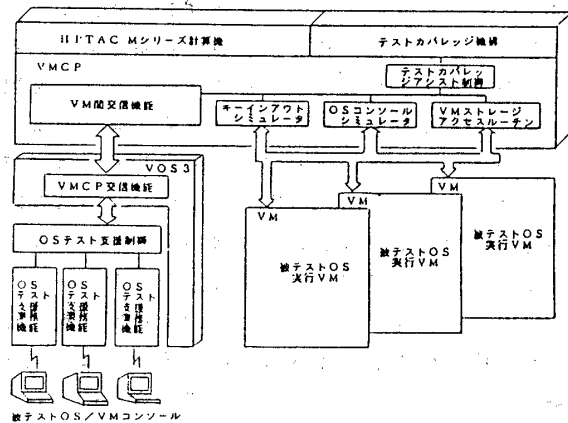 HITAC Mシリーズ計算機
テストカバレッジ機構
VMCP
テストカバレッ
ジアシスト制御
VM間交信機能
キーインアウト
シミュレータ
OSコンソール
シミュレータ
VMストレージ
アクセスルーチン
VOS3
VMCP交信機能
OSテスト支援制御
OSテスト支援業務機能
OSテスト支援業務機能
OSテスト支援業務機能
VM
被テストOS
実行VM
VM
被テストOS
実行VM
VM
被テストOS
実行VM
被テストOS/VMコンソール